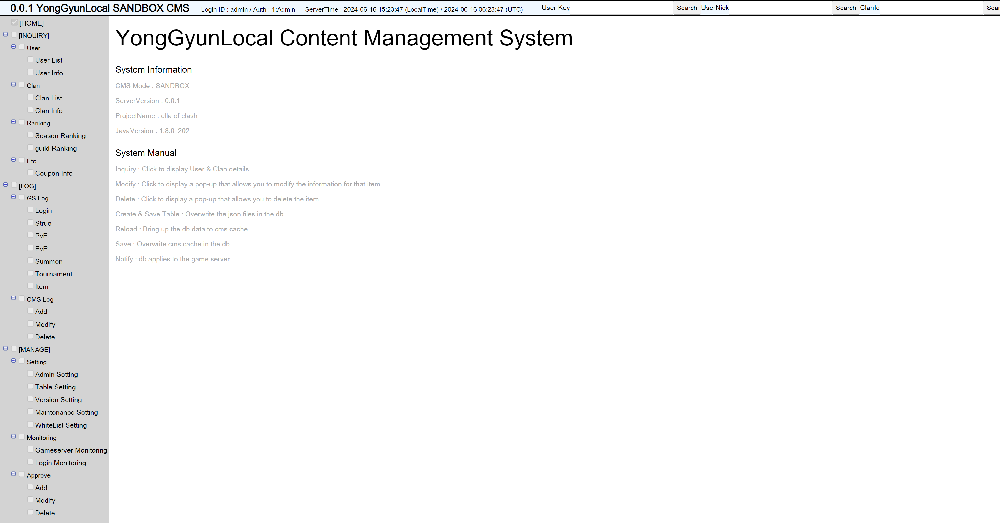 0.0.1 YongGyunLocal SANDBOX CMS Login ID : admin / Auth : 1:Admin ServerTime : 2024-06-16 15:23:47 (LocalTime) / 2024-06-16 06:23:47 (UTC) User Key Search UserNick Search ClanId Sear
[HOME]
[INQUIRY]
User
User List
User Info
Clan
Clan List
Clan Info
Ranking
Season Ranking
guild Ranking
Etc
Coupon Info
[LOG]
GS Log
Login
Struc
PvE
PvP
Summon
Tournament
Item
CMS Log
Add
Modify
Delete
[MANAGE]
Setting
Admin Setting
Table Setting
Version Setting
Maintenance Setting
WhiteList Setting
Monitoring
Gameserver Monitoring
Login Monitoring
Approve
Add
Modify
Delete
YongGyunLocal Content Management System
System Information
CMS Mode : SANDBOX
ServerVersion : 0.0.1
ProjectName : ella of clash
JavaVersion : 1.8.0_202
System Manual
Inquiry : Click to display User & Clan details.
Modify : Click to display a pop-up that allows you to modify the information for that item.
Delete : Click to display a pop-up that allows you to delete the item.
Create & Save Table : Overwrite the json files in the db.
Reload : Bring up the db data to cms cache.
Save : Overwrite cms cache in the db.
Notify : db applies to the game server.